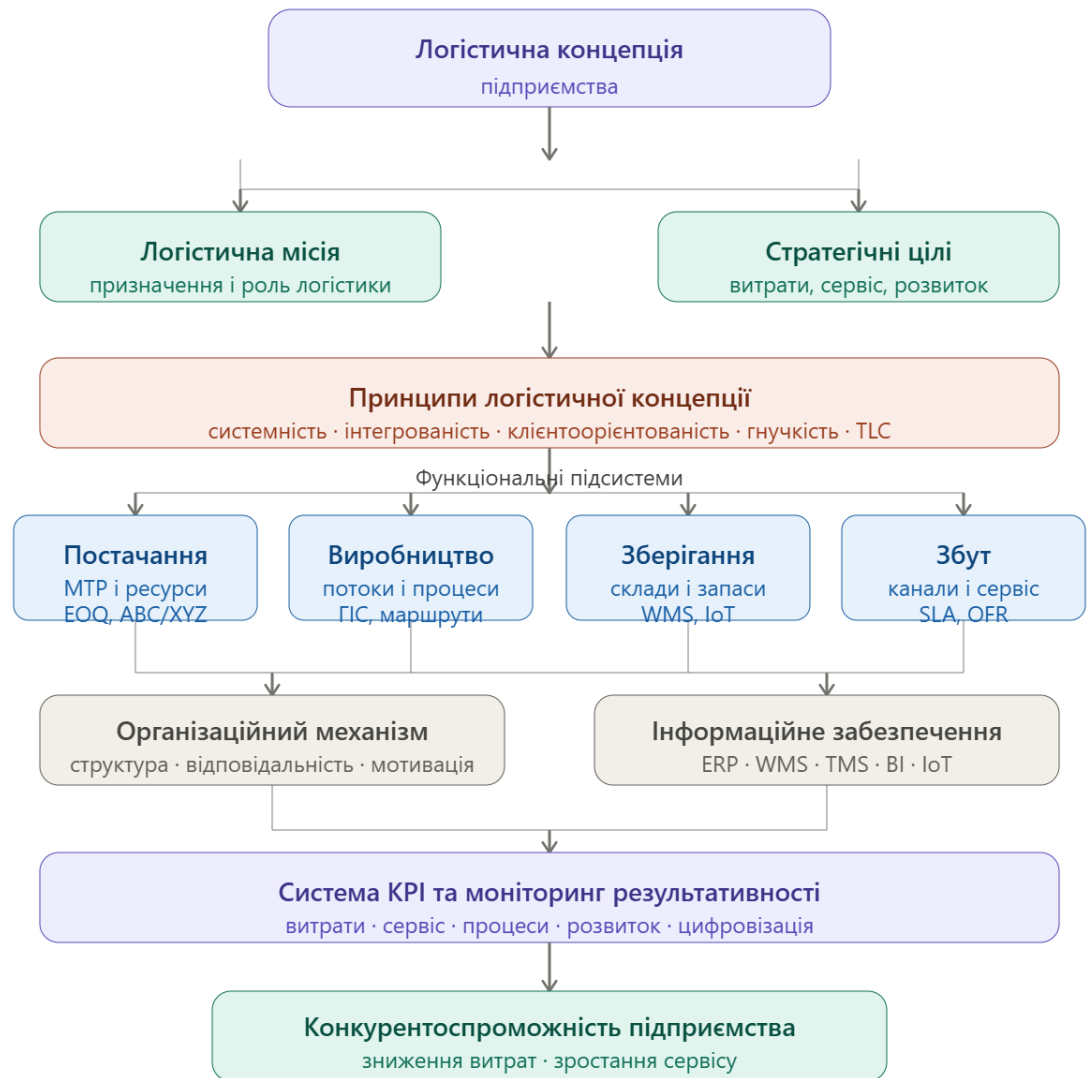 Логістична концепція
підприємства
Логістична місія
призначення і роль логістики
Стратегічні цілі
витрати, сервіс, розвиток
Принципи логістичної концепції
системність · інтегрованість · клієнтоорієнтованість · гнучкість · TLC
Функціональні підсистеми
Постачання
МТР і ресурси
EOQ, ABC/XYZ
Виробництво
потоки і процеси
ГІС, маршрути
Зберігання
склади і запаси
WMS, IoT
Збут
канали і сервіс
SLA, OFR
Організаційний механізм
структура · відповідальність · мотивація
Інформаційне забезпечення
ERP · WMS · TMS · BI · IoT
Система KPI та моніторинг результативності
витрати · сервіс · процеси · розвиток · цифровізація
Конкурентоспроможність підприємства
зниження витрат · зростання сервісу